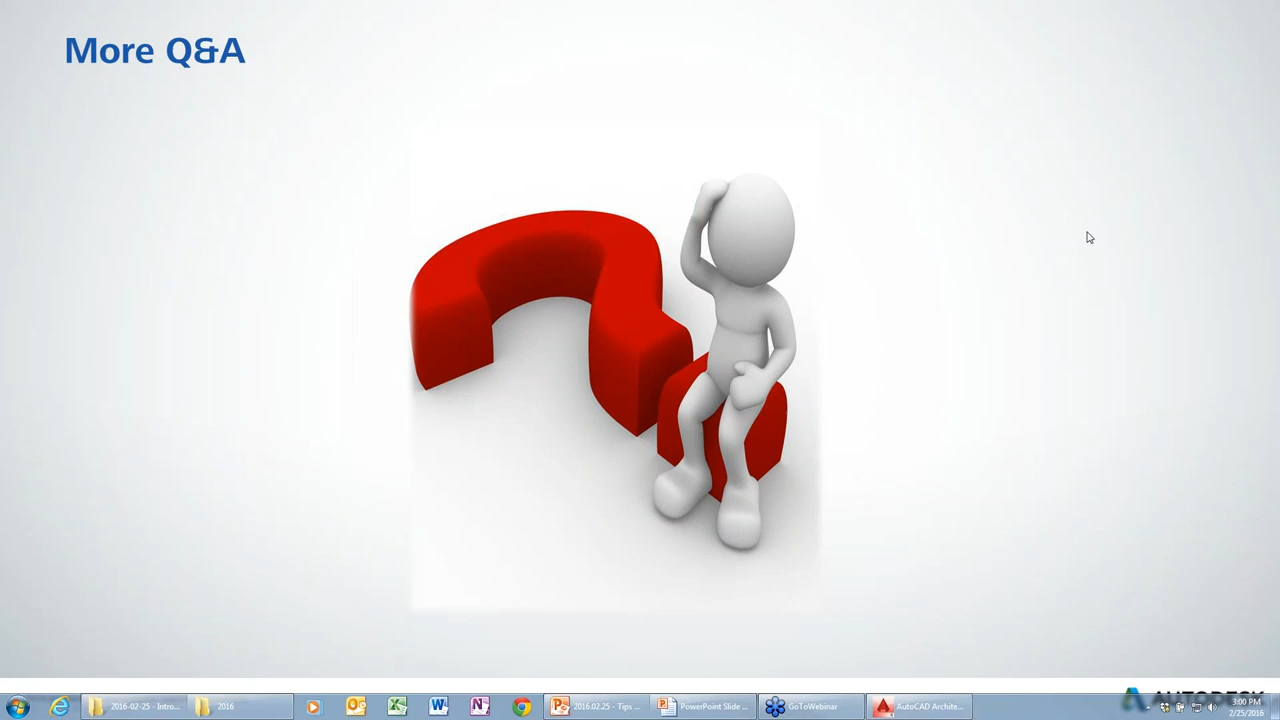 More Q&A
2016-02-25 - Intro...
2016
2016.02.25 - Tips ...
PowerPoint Slide ...
GoToWebinar
AutoCAD Archite...
AUTODESK
3:00 PM
2/25/2016